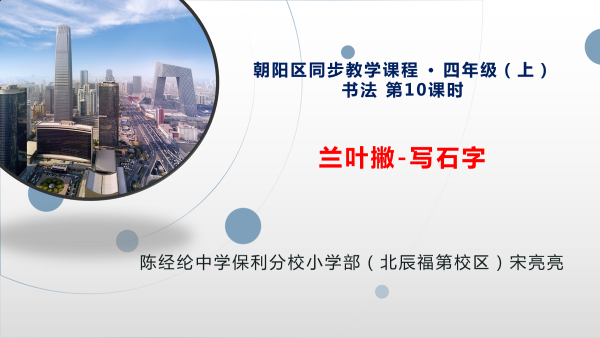 朝阳区同步教学课程·四年级（上）
书法 第10课时
兰叶撇-写石字
陈经纶中学保利分校小学部（北辰福第校区）宋亮亮